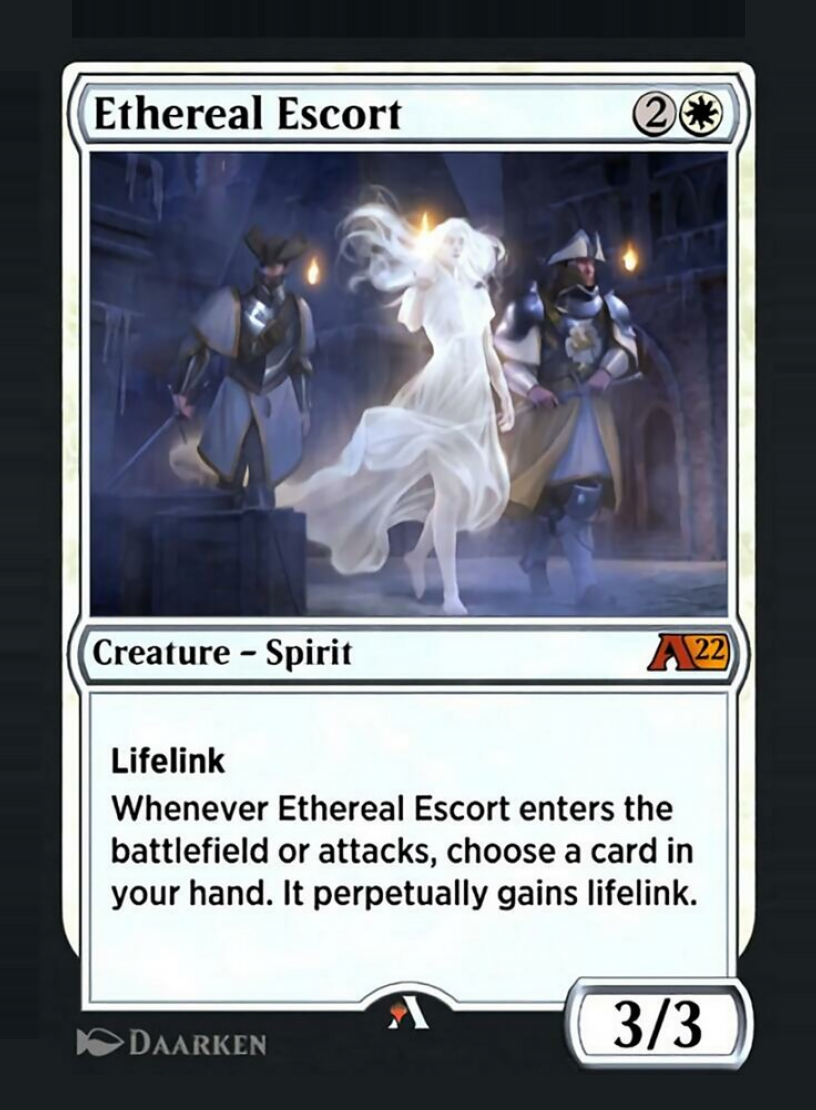 Ethereal Escort 2
Creature – Spirit A22
Lifelink
Whenever Ethereal Escort enters the
battlefield or attacks, choose a card in
your hand. It perpetually gains lifelink.
3/3
DAARKEN